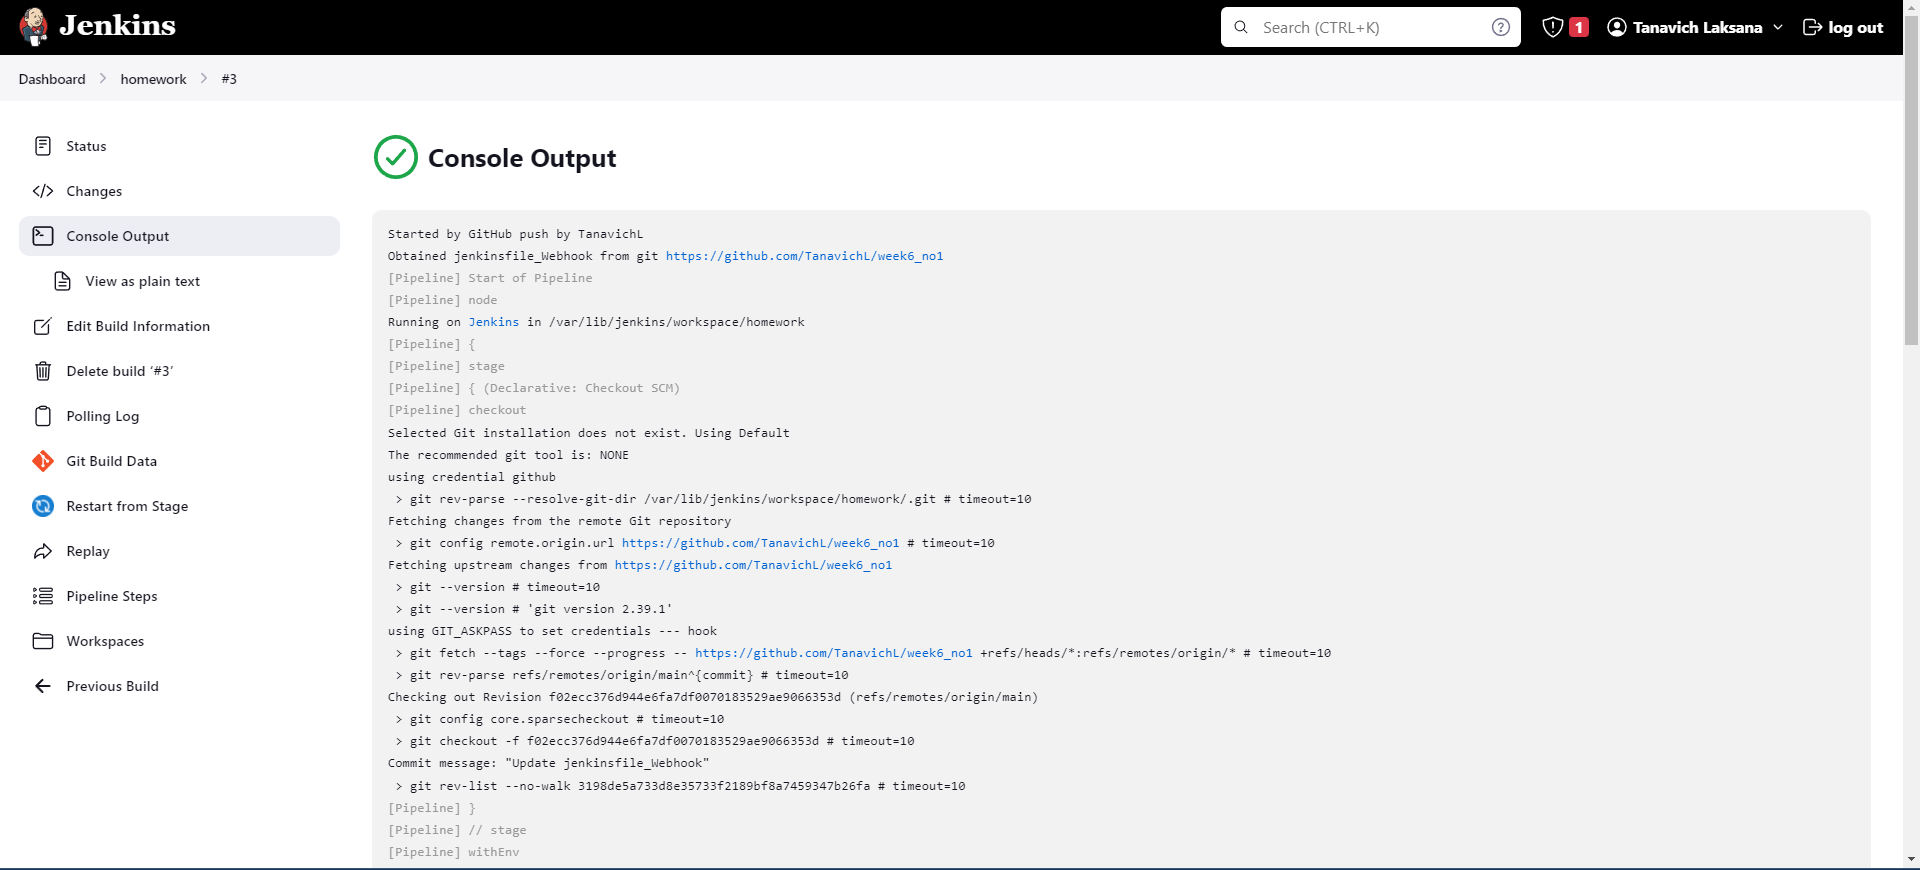 Jenkins
Search (CTRL+K)
1
Tanavich Laksana
log out
Dashboard
homework
#3
Status
Changes
Console Output
View as plain text
Edit Build Information
Delete build ‘#3’
Polling Log
Git Build Data
Restart from Stage
Replay
Pipeline Steps
Workspaces
Previous Build
Console Output
Started by GitHub push by TanavichL
Obtained jenkinsfile_Webhook from git https://github.com/TanavichL/week6_no1
[Pipeline] Start of Pipeline
[Pipeline] node
Running on Jenkins in /var/lib/jenkins/workspace/homework
[Pipeline] {
[Pipeline] stage
[Pipeline] { (Declarative: Checkout SCM)
[Pipeline] checkout
Selected Git installation does not exist. Using Default
The recommended git tool is: NONE
using credential github
> git rev-parse --resolve-git-dir /var/lib/jenkins/workspace/homework/.git # timeout=10
Fetching changes from the remote Git repository
> git config remote.origin.url https://github.com/TanavichL/week6_no1 # timeout=10
Fetching upstream changes from https://github.com/TanavichL/week6_no1
> git --version # timeout=10
> git --version # 'git version 2.39.1'
using GIT_ASKPASS to set credentials --- hook
> git fetch --tags --force --progress -- https://github.com/TanavichL/week6_no1 +refs/heads/*:refs/remotes/origin/* # timeout=10
> git rev-parse refs/remotes/origin/main^{commit} # timeout=10
Checking out Revision f02ecc376d944e6fa7df0070183529ae9066353d (refs/remotes/origin/main)
> git config core.sparsecheckout # timeout=10
> git checkout -f f02ecc376d944e6fa7df0070183529ae9066353d # timeout=10
Commit message: "Update jenkinsfile_Webhook"
> git rev-list --no-walk 3198de5a733d8e35733f2189bf8a7459347b26fa # timeout=10
[Pipeline] }
[Pipeline] // stage
[Pipeline] withEnv